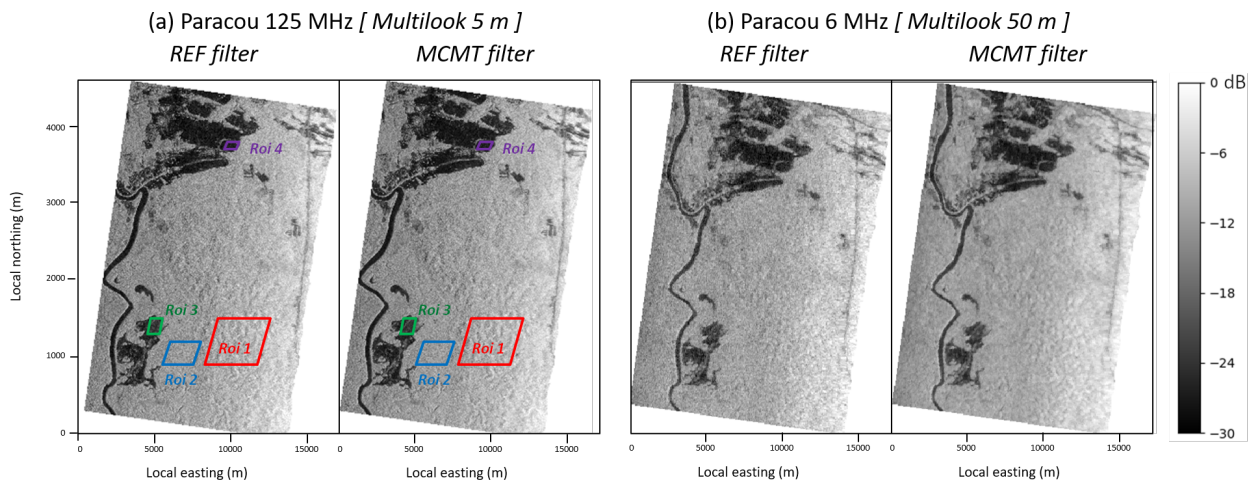 (a) Paracou 125 MHz [ Multilook 5 m ]
REF filter
MCMT filter
(b) Paracou 6 MHz [ Multilook 50 m ]
REF filter
MCMT filter
Local northing (m)
4000
3000
2000
1000
0
Roi 4
Roi 3
Roi 1
Roi 2
Roi 4
Roi 3
Roi 1
Roi 2
0 dB
−6
−12
−18
−24
−30
0 5000 10000 15000
0 5000 10000 15000
0 5000 10000 15000
0 5000 10000 15000
Local easting (m)
Local easting (m)
Local easting (m)
Local easting (m)